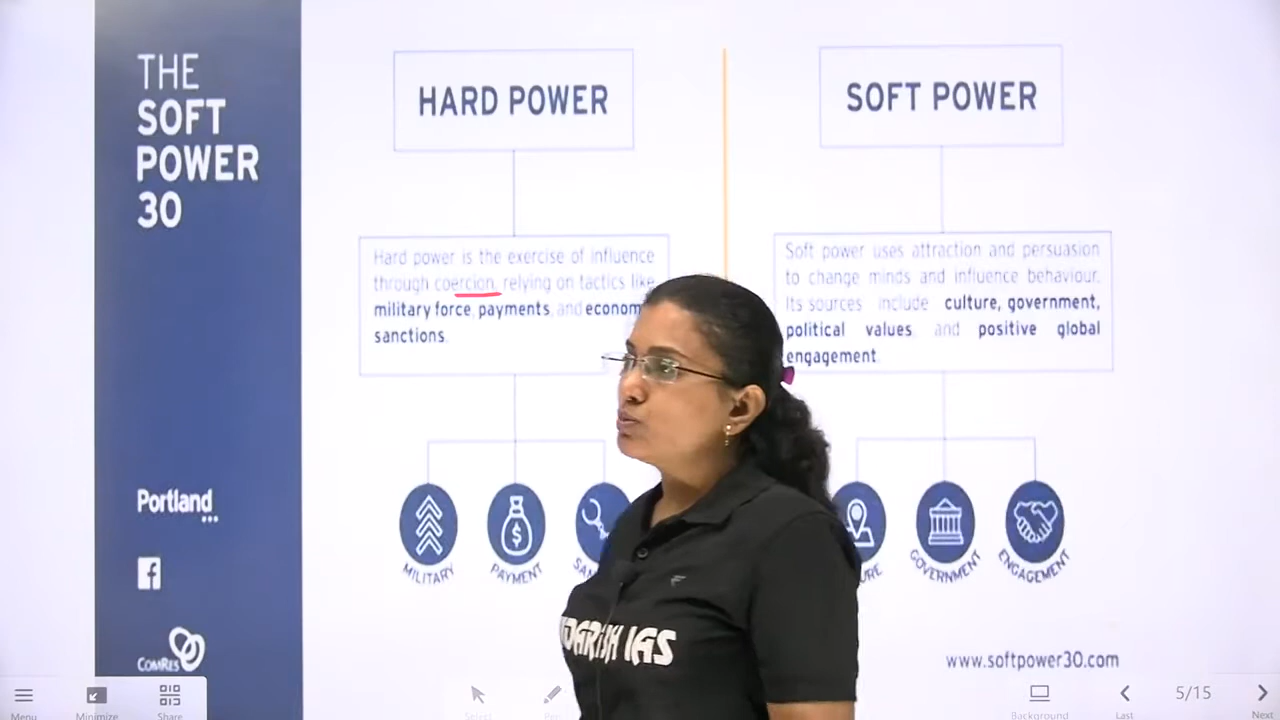 THE
SOFT
POWER
30
HARD POWER
SOFT POWER
Hard power is the exercise of influence
through coercion, relying on tactics like
military force, payments, and
sanctions.
Soft power uses attraction and persuasion
to change minds and influence behaviour.
Its sources include culture, government,
political values, and positive global
engagement.
MILITARY
PAYMENT
GOVERNMENT
ENGAGEMENT
Portland
ComRes
IAS
www.softpower30.com
Menu
Minimize
Share
Select
Pen
Background
Last
5/15
Next